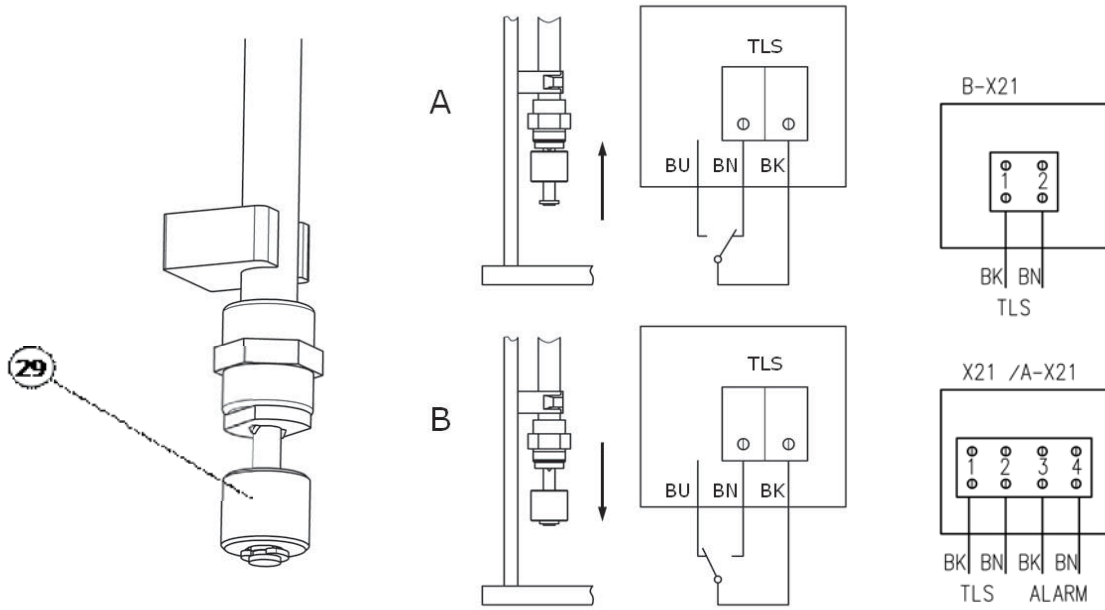 29
A
TLS
BU BN BK
B
TLS
BU BN BK
B-X21
1 2
BK BN
TLS
X21 /A-X21
1 2 3 4
BK BN BK BN
TLS ALARM